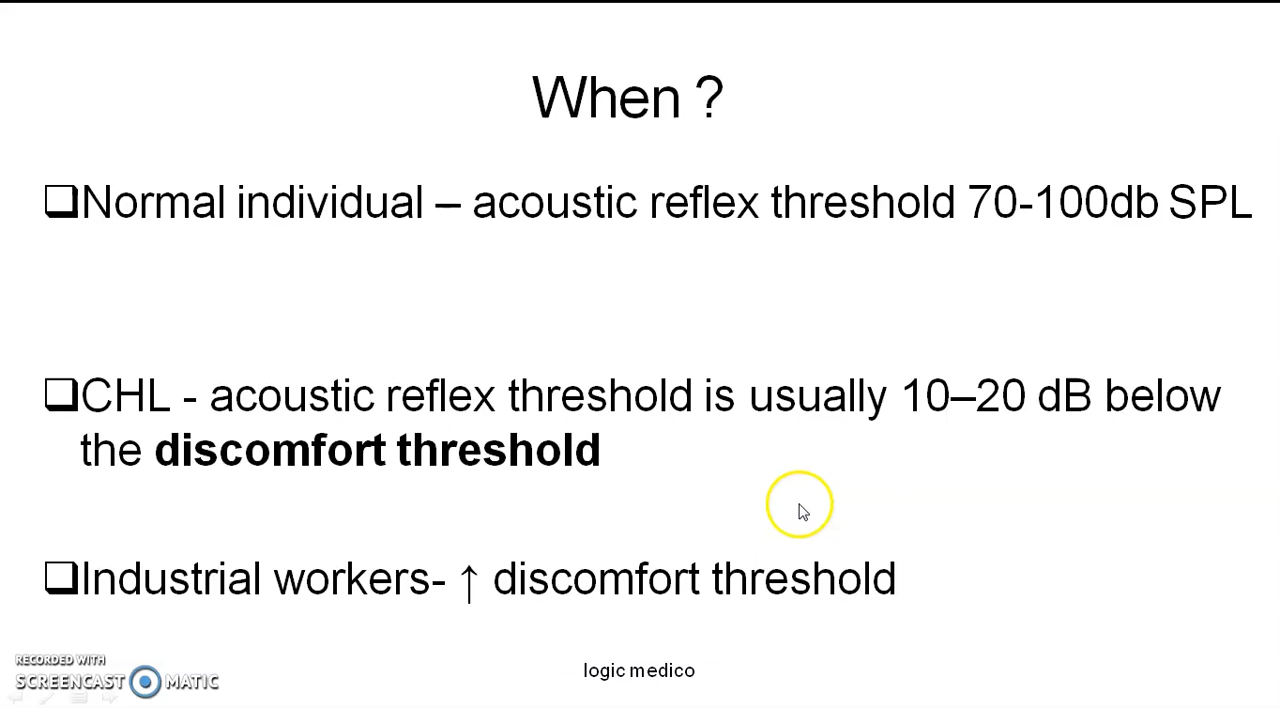 When ?
❑Normal individual – acoustic reflex threshold 70-100db SPL
❑CHL - acoustic reflex threshold is usually 10–20 dB below
the discomfort threshold
❑Industrial workers- ↑ discomfort threshold
logic medico
RECORDED WITH
SCREENCAST MATIC